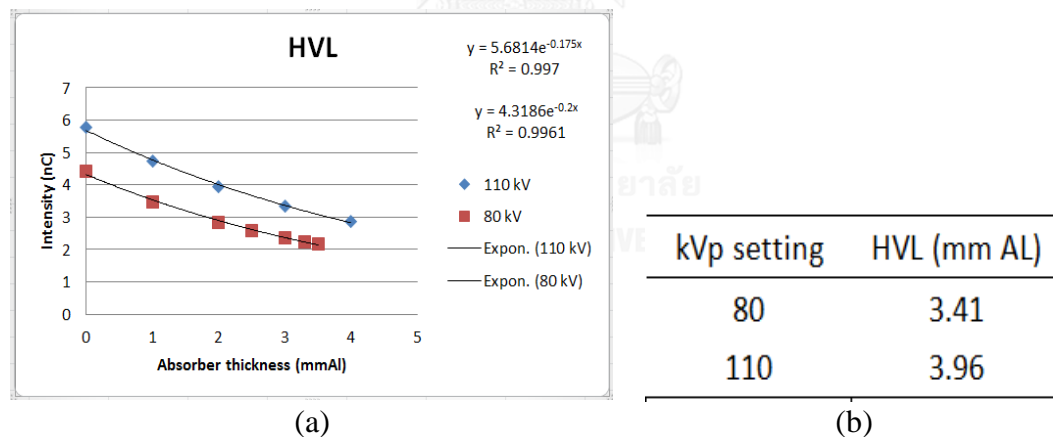 HVL
y = 5.6814e^-0.175x
R² = 0.997
y = 4.3186e^-0.2x
R² = 0.9961
7
6
5
4
3
2
1
0
Intensity (nC)
0 1 2 3 4 5
Absorber thickness (mmAl)
110 kV
80 kV
Expon. (110 kV)
Expon. (80 kV)
(a)
kVp setting HVL (mm AL)
80 3.41
110 3.96
(b)